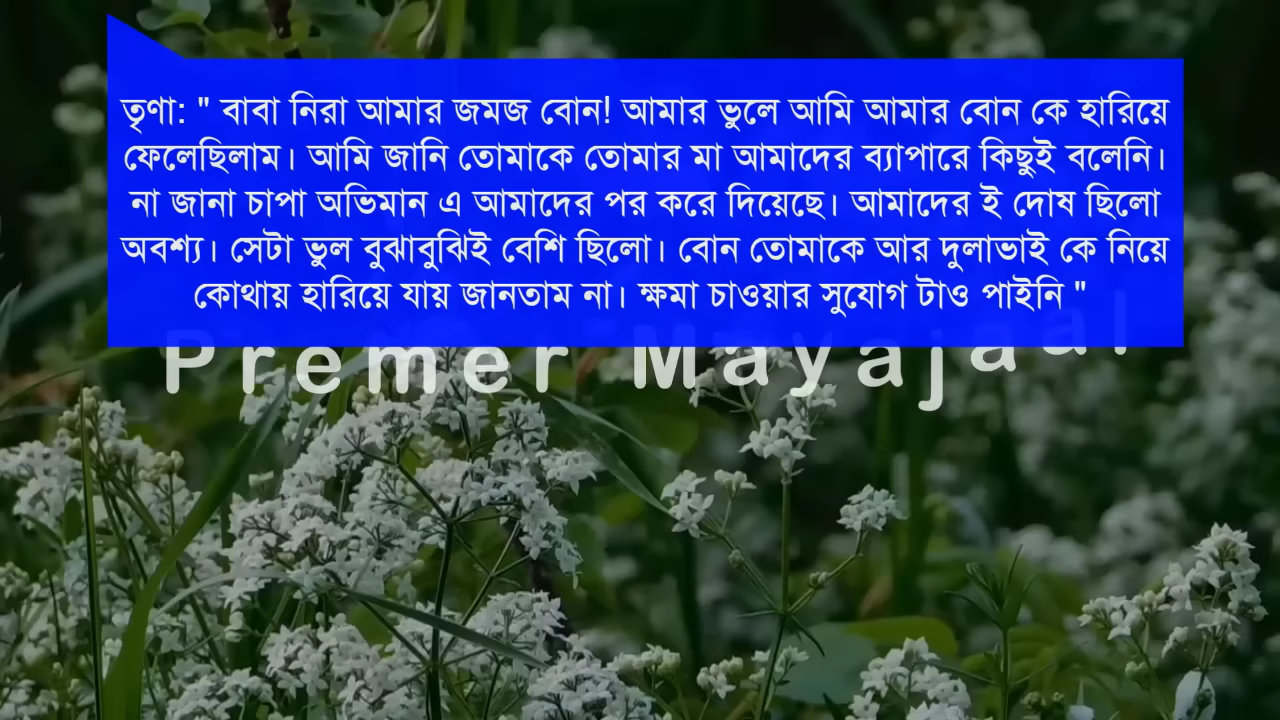 তৃণা: " বাবা নিরা আমার জমজ বোন! আমার ভুলে আমি আমার বোন কে হারিয়ে
ফেলেছিলাম। আমি জানি তোমাকে তোমার মা আমাদের ব্যাপারে কিছুই বলেনি।
না জানা চাপা অভিমান এ আমাদের পর করে দিয়েছে। আমাদের ই দোষ ছিলো
অবশ্য। সেটা ভুল বুঝাবুঝিই বেশি ছিলো। বোন তোমাকে আর দুলাভাই কে নিয়ে
কোথায় হারিয়ে যায় জানতাম না। ক্ষমা চাওয়ার সুযোগ টাও পাইনি "
Premer Mayajaal